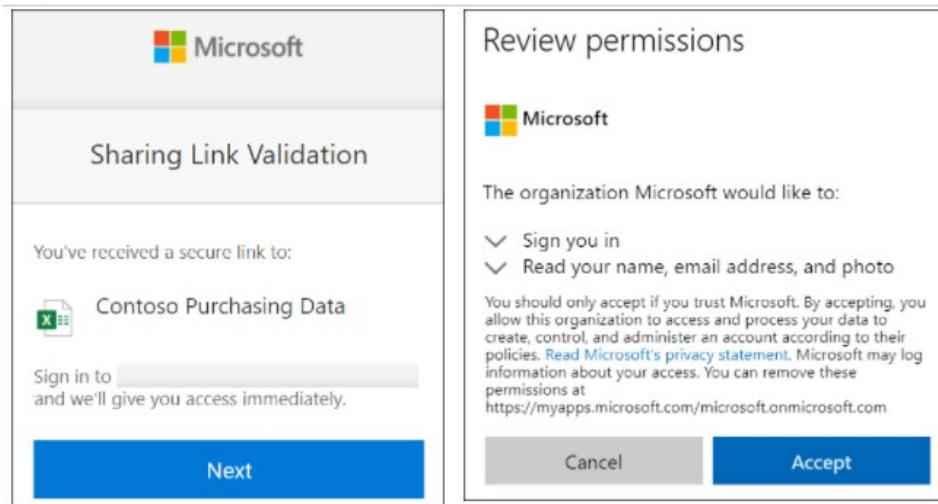 Microsoft
Sharing Link Validation
You've received a secure link to:
Contoso Purchasing Data
Sign in to
and we'll give you access immediately.
Next
Review permissions
Microsoft
The organization Microsoft would like to:
Sign you in
Read your name, email address, and photo
You should only accept if you trust Microsoft. By accepting, you
allow this organization to access and process your data to
create, control, and administer an account according to their
policies. Read Microsoft's privacy statement. Microsoft may log
information about your access. You can remove these
permissions at
https://myapps.microsoft.com/microsoft.onmicrosoft.com
Cancel
Accept